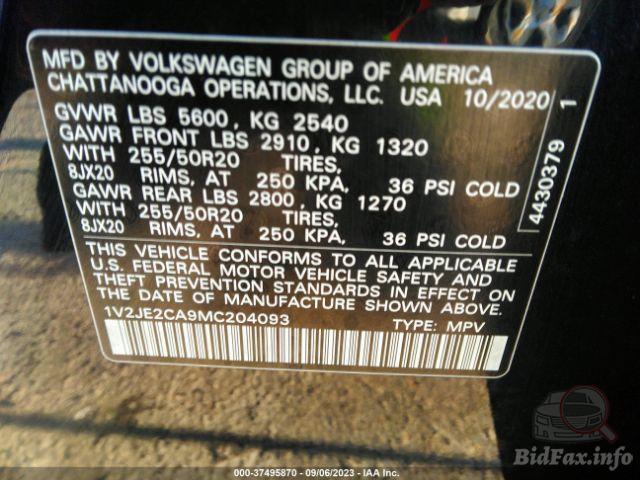 MFD BY VOLKSWAGEN GROUP OF AMERICA
CHATTANOOGA OPERATIONS, LLC. USA 10/2020
GVWR LBS 5600, KG 2540
GAWR FRONT LBS 2910, KG 1320
WITH 255/50R20 TIRES,
8JX20 RIMS, AT 250 KPA, 36 PSI COLD
GAWR REAR LBS 2800, KG 1270
WITH 255/50R20 TIRES,
8JX20 RIMS, AT 250 KPA, 36 PSI COLD
THIS VEHICLE CONFORMS TO ALL APPLICABLE
U.S. FEDERAL MOTOR VEHICLE SAFETY AND
THEFT PREVENTION STANDARDS IN EFFECT ON
THE DATE OF MANUFACTURE SHOWN ABOVE.
1V2JE2CA9MC204093 TYPE: MPV
4430379 1
BidFax.info
000-37495870 - 09/06/2023 - IAA Inc.